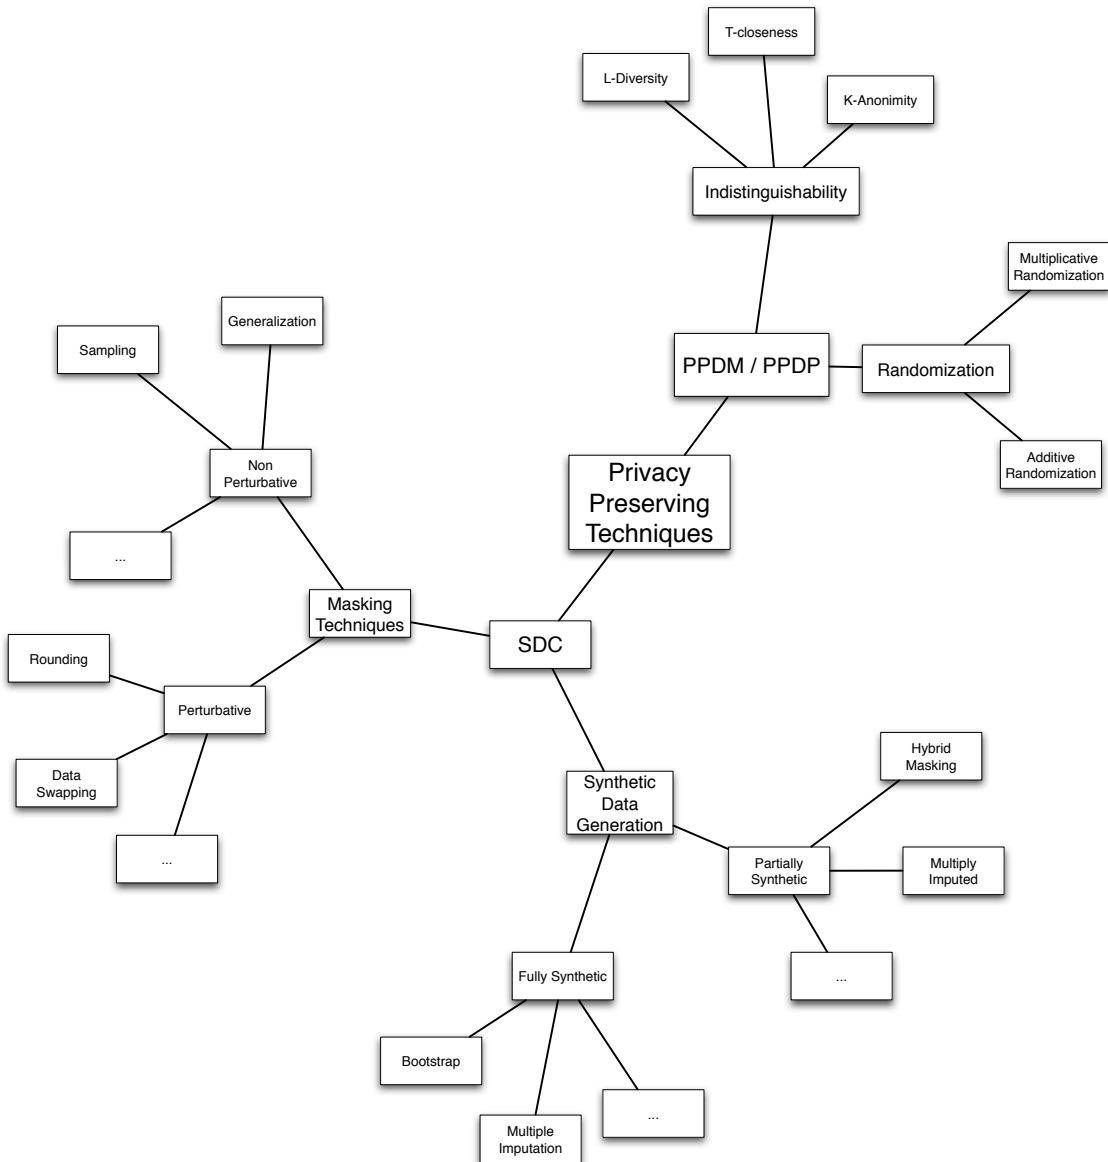 T-closeness
L-Diversity
K-Anonimity
Indistinguishability
Multiplicative
Randomization
Generalization
Sampling
PPDM / PPDP
Randomization
Non
Perturbative
Additive
Randomization
Privacy
Preserving
Techniques
...
Masking
Techniques
SDC
Rounding
Perturbative
Data
Swapping
Hybrid
Masking
Synthetic
Data
Generation
...
Partially
Synthetic
Multiply
Imputed
Fully Synthetic
...
Bootstrap
...
Multiple
Imputation